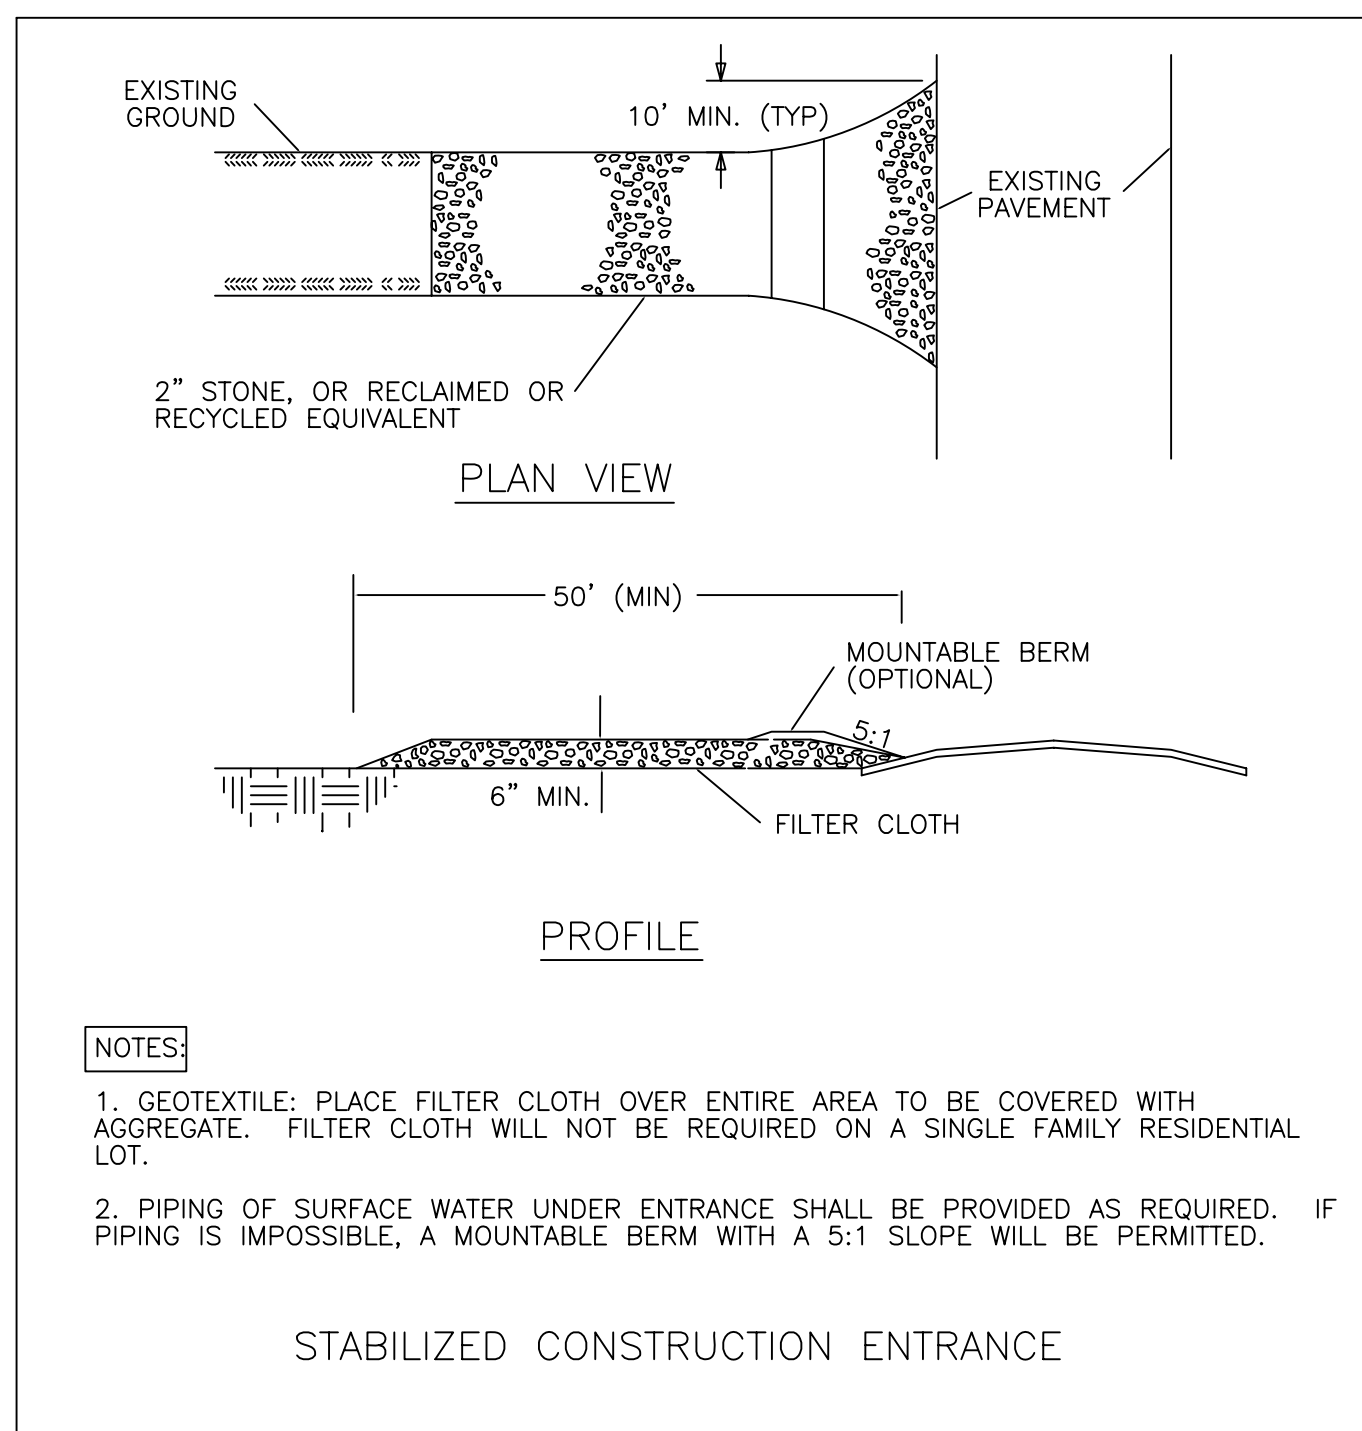 EXISTING
GROUND
10' MIN. (TYP)
EXISTING
PAVEMENT
2" STONE, OR RECLAIMED OR
RECYCLED EQUIVALENT
PLAN VIEW
50' (MIN)
MOUNTABLE BERM
(OPTIONAL)
5:1
6" MIN.
FILTER CLOTH
PROFILE
NOTES:
1. GEOTEXTILE: PLACE FILTER CLOTH OVER ENTIRE AREA TO BE COVERED WITH
AGGREGATE. FILTER CLOTH WILL NOT BE REQUIRED ON A SINGLE FAMILY RESIDENTIAL
LOT.
2. PIPING OF SURFACE WATER UNDER ENTRANCE SHALL BE PROVIDED AS REQUIRED. IF
PIPING IS IMPOSSIBLE, A MOUNTABLE BERM WITH A 5:1 SLOPE WILL BE PERMITTED.
STABILIZED CONSTRUCTION ENTRANCE